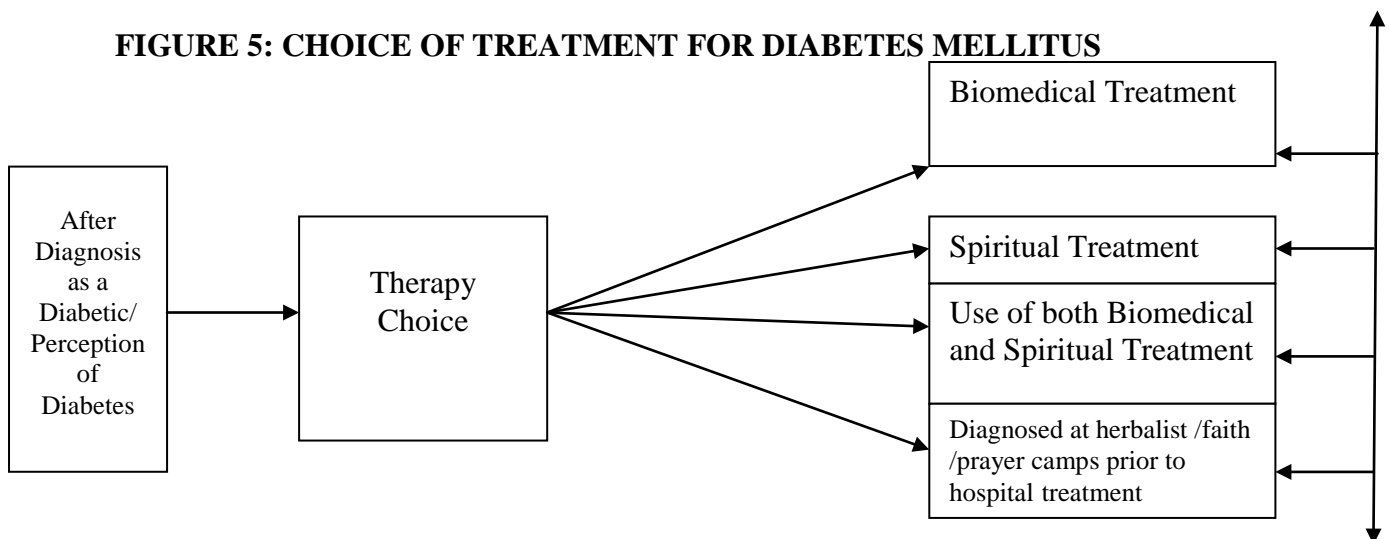 FIGURE 5: CHOICE OF TREATMENT FOR DIABETES MELLITUS
After
Diagnosis
as a
Diabetic/
Perception
of
Diabetes
Therapy
Choice
Biomedical Treatment
Spiritual Treatment
Use of both Biomedical
and Spiritual Treatment
Diagnosed at herbalist /faith
/prayer camps prior to
hospital treatment